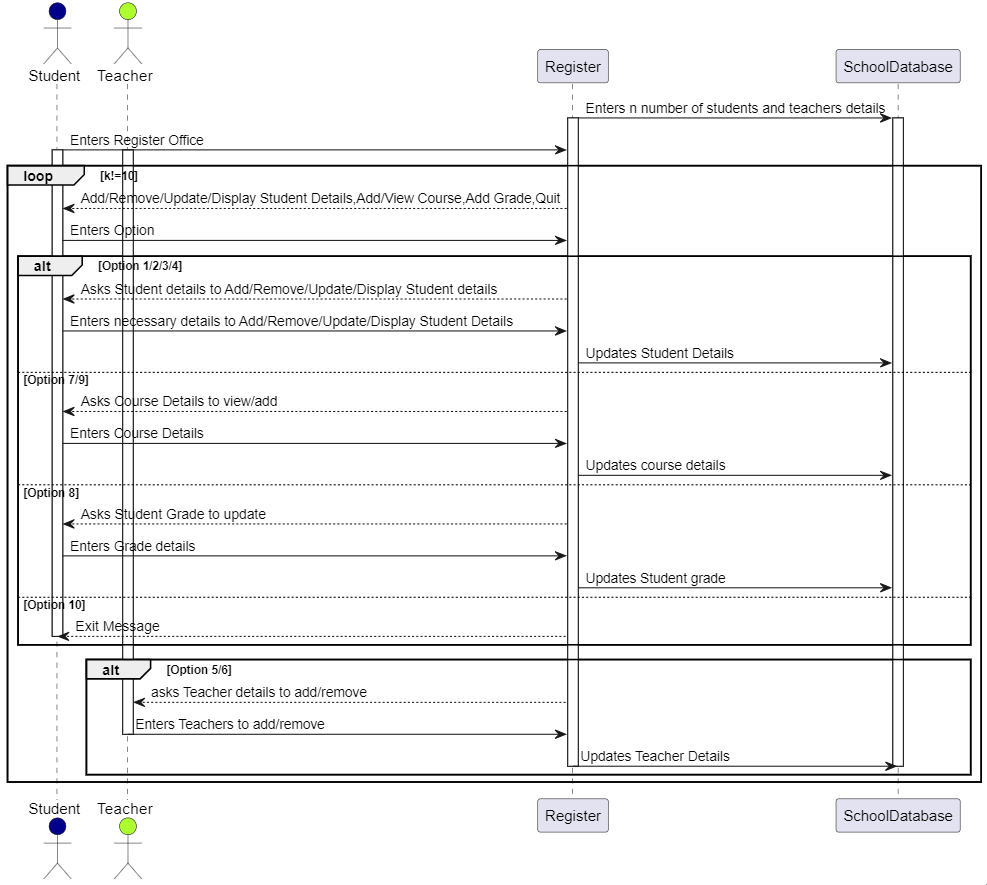 Student
Teacher
Register
SchoolDatabase
Enters n number of students and teachers details
Enters Register Office
loop
[k!=10]
Add/Remove/Update/Display Student Details,Add/View Course,Add Grade,Quit
Enters Option
alt
[Option 1/2/3/4]
Asks Student details to Add/Remove/Update/Display Student details
Enters necessary details to Add/Remove/Update/Display Student Details
Updates Student Details
[Option 7/9]
Asks Course Details to view/add
Enters Course Details
Updates course details
[Option 8]
Asks Student Grade to update
Enters Grade details
Updates Student grade
[Option 10]
Exit Message
alt
[Option 5/6]
asks Teacher details to add/remove
Enters Teachers to add/remove
Updates Teacher Details
Student
Teacher
Register
SchoolDatabase